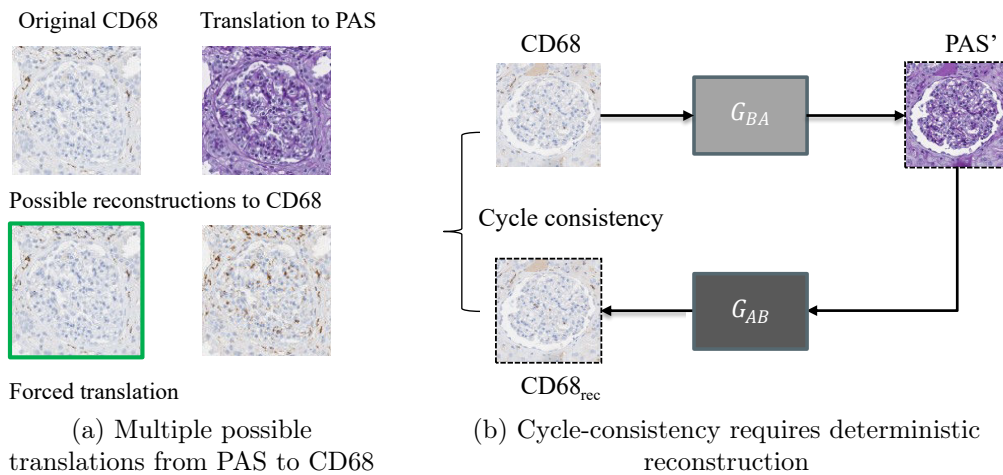 Original CD68
Translation to PAS
Possible reconstructions to CD68
Forced translation
(a) Multiple possible
translations from PAS to CD68
CD68
G_BA
PAS’
Cycle consistency
G_AB
CD68_rec
(b) Cycle-consistency requires deterministic
reconstruction